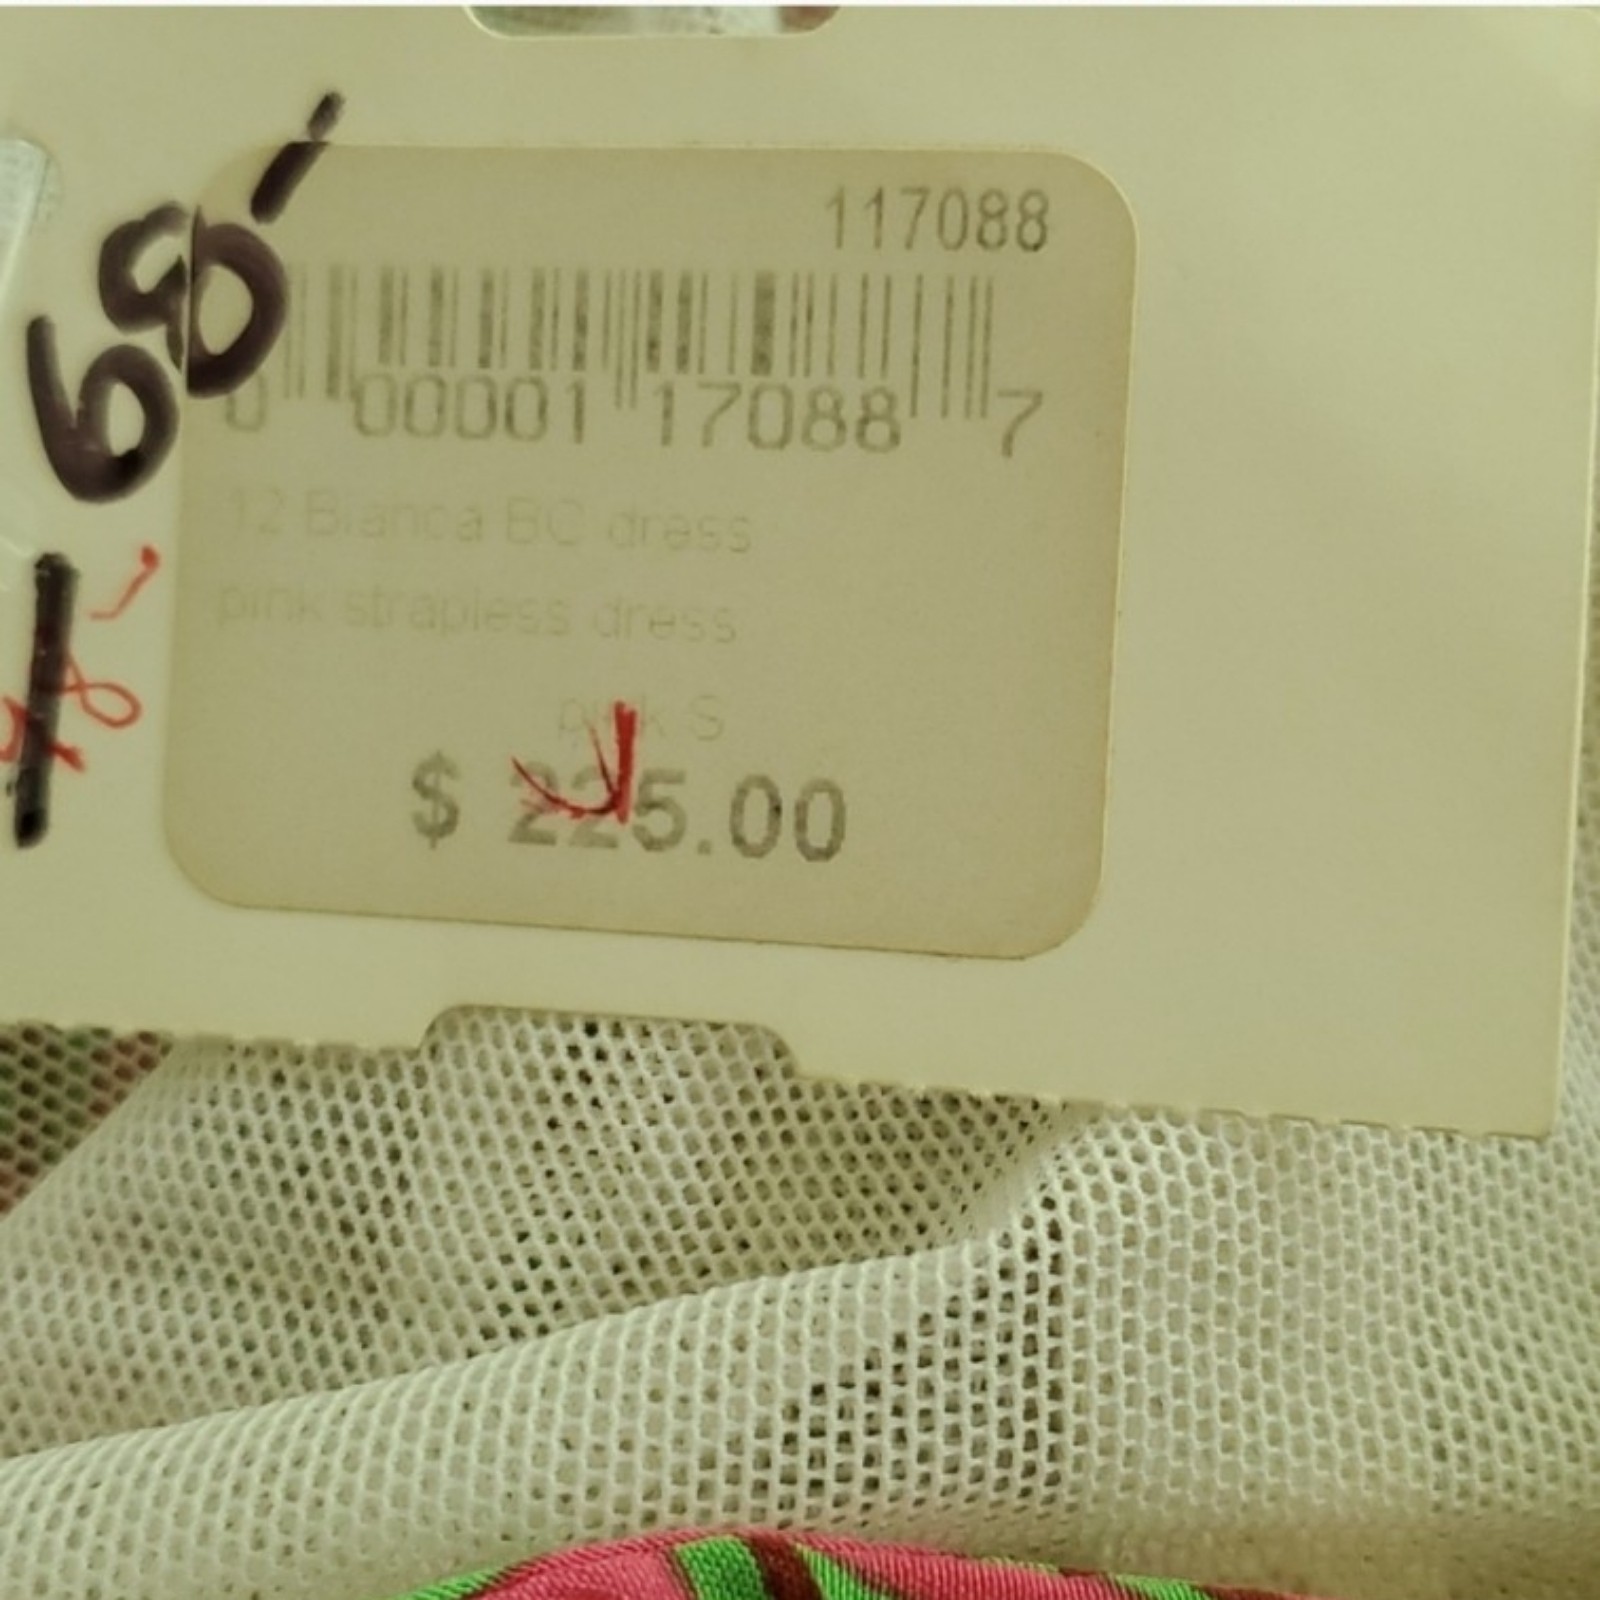 68
117088
0 00001 17088 7
12 Bianca BC dress
pink strapless dress
pink S
$ 225.00